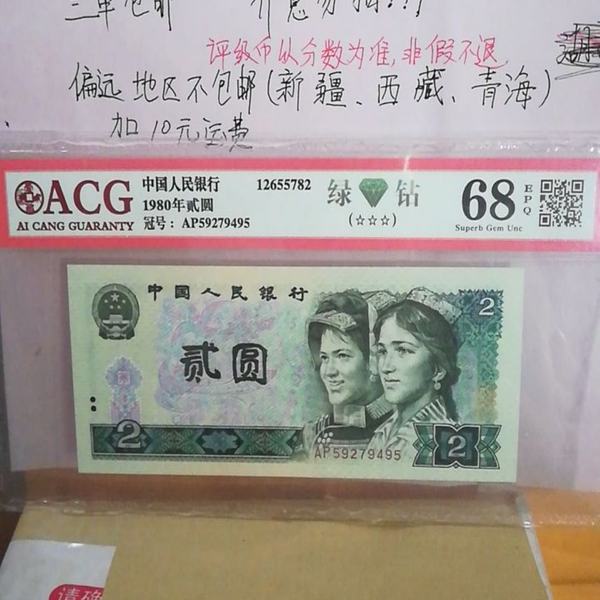 评级币以分数为准,非假不退
偏远地区不包邮(新疆、西藏、青海)
加10元运费
ACG
AI CANG GUARANTY
中国人民银行 12655782
1980年贰圆
冠号: AP59279495
绿 钻
(☆☆☆)
68
EPQ
Superb Gem Unc
中国人民银行
2
贰圆
2
AP59279495
2
请确